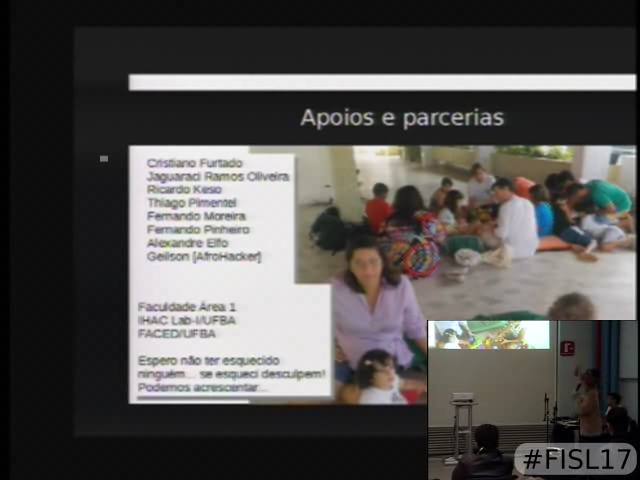 Apoios e parcerias
Cristiano Furtado
Jaguaraci Ramos Oliveira
Ricardo Keso
Thiago Pimentel
Fernando Moreira
Fernando Pinheiro
Alexandre Elfo
Geilson [AfroHacker]
Faculdade Área 1
IHAC Lab-I/UFBA
FACED/UFBA
Espero não ter esquecido
ninguém... se esqueci desculpem!
Podemos acrescentar...
#FISL17